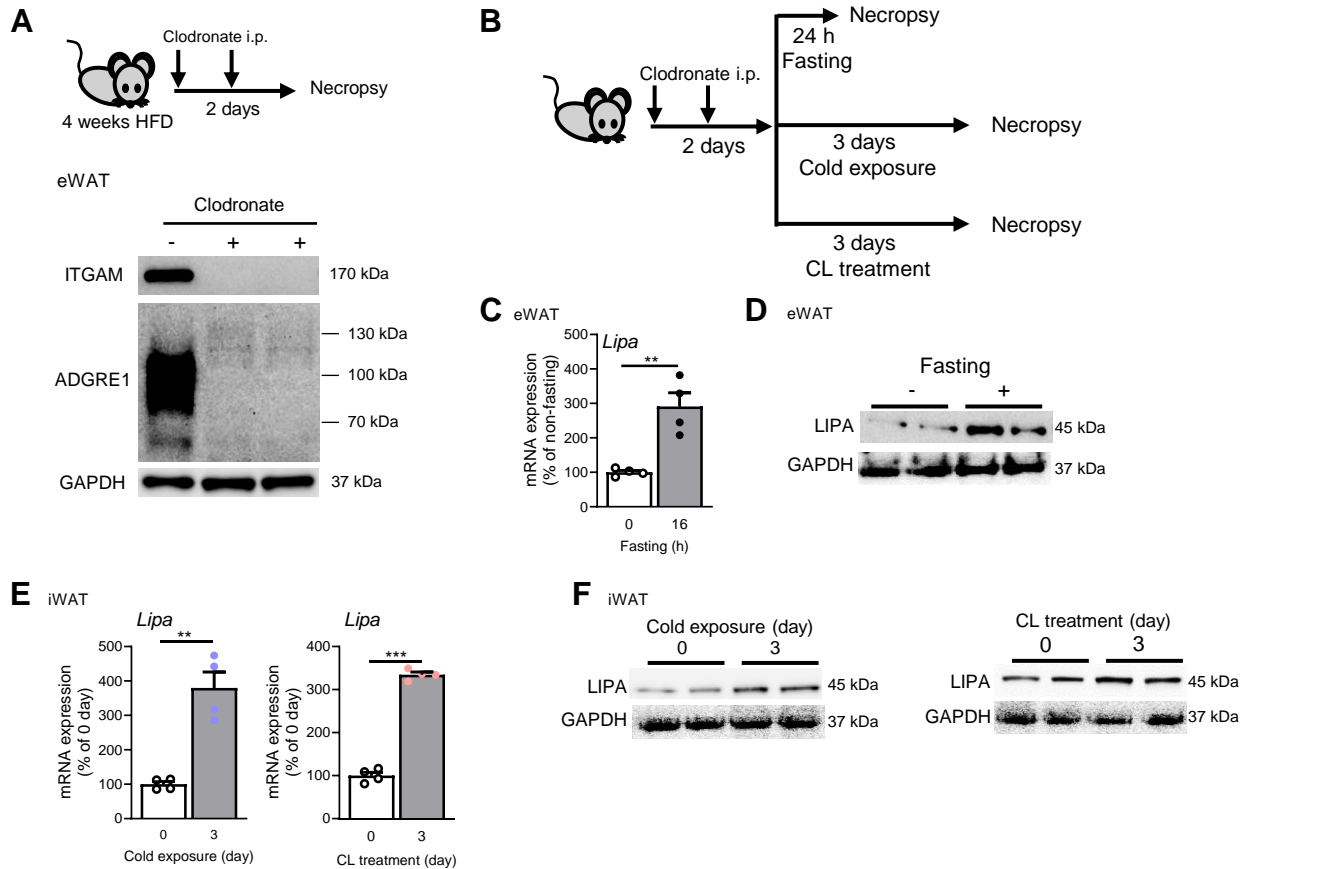 A
Clodronate i.p.
Necropsy
2 days
4 weeks HFD
eWAT
Clodronate
- + +
ITGAM 170 kDa
130 kDa
ADGRE1 100 kDa
70 kDa
GAPDH 37 kDa
B
Clodronate i.p.
2 days
Necropsy
24 h
Fasting
Necropsy
3 days
Cold exposure
Necropsy
3 days
CL treatment
C eWAT
Lipa
**
mRNA expression
(% of non-fasting)
500
400
300
200
100
0
0 16
Fasting (h)
D eWAT
Fasting
- +
LIPA 45 kDa
GAPDH 37 kDa
E iWAT
Lipa
**
mRNA expression
(% of 0 day)
500
400
300
200
100
0
0 3
Cold exposure (day)
Lipa
***
mRNA expression
(% of 0 day)
400
300
200
100
0
0 3
CL treatment (day)
F iWAT
Cold exposure (day)
0 3
LIPA 45 kDa
GAPDH 37 kDa
CL treatment (day)
0 3
LIPA 45 kDa
GAPDH 37 kDa